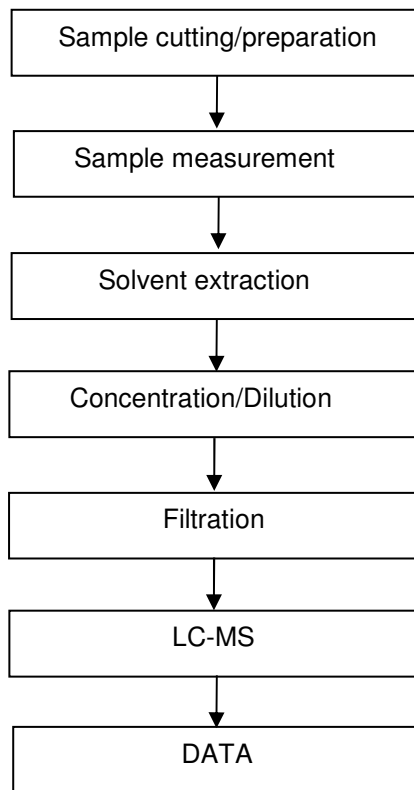 Sample cutting/preparation
Sample measurement
Solvent extraction
Concentration/Dilution
Filtration
LC-MS
DATA